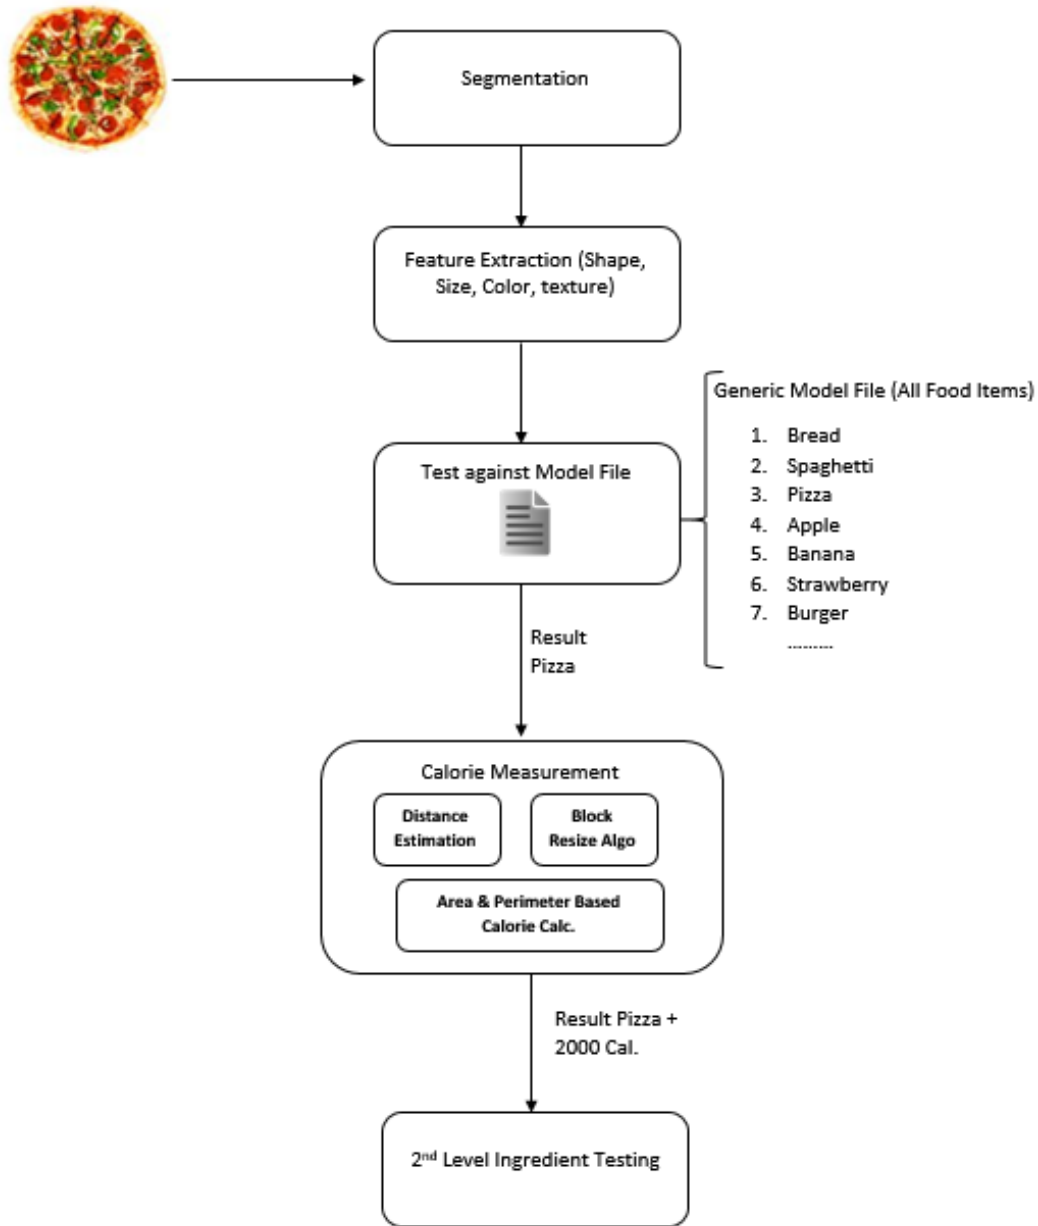 Segmentation
Feature Extraction (Shape,
Size, Color, texture)
Generic Model File (All Food Items)
1. Bread
2. Spaghetti
3. Pizza
4. Apple
5. Banana
6. Strawberry
7. Burger
.........
Test against Model File
Result
Pizza
Calorie Measurement
Distance
Estimation
Block
Resize Algo
Area & Perimeter Based
Calorie Calc.
Result Pizza +
2000 Cal.
2nd Level Ingredient Testing